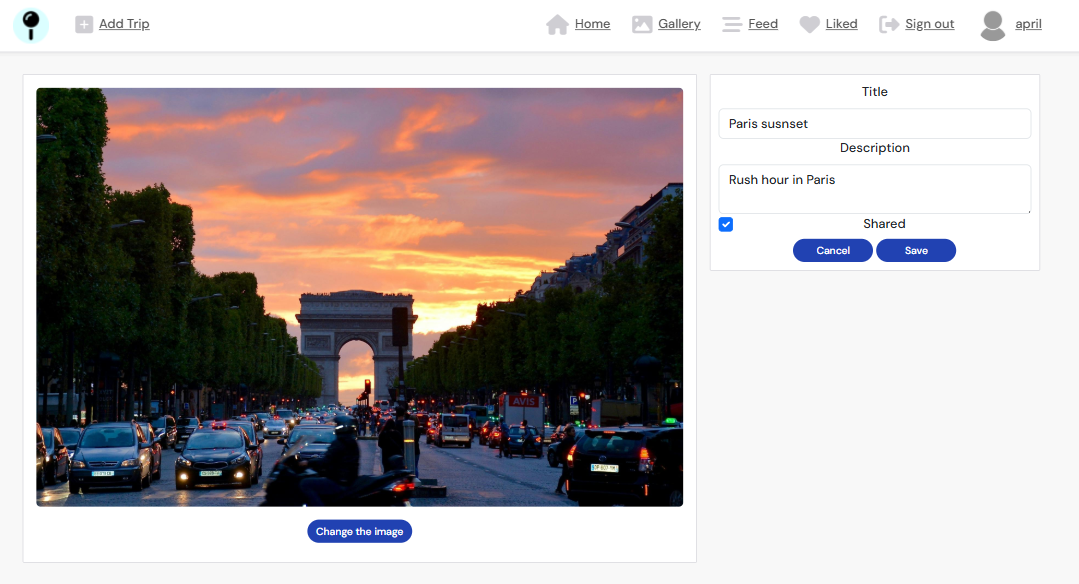 Add Trip
Home
Gallery
Feed
Liked
Sign out
april
Title
Paris susnset
Description
Rush hour in Paris
Shared
Cancel
Save
AVIS
P
Change the image